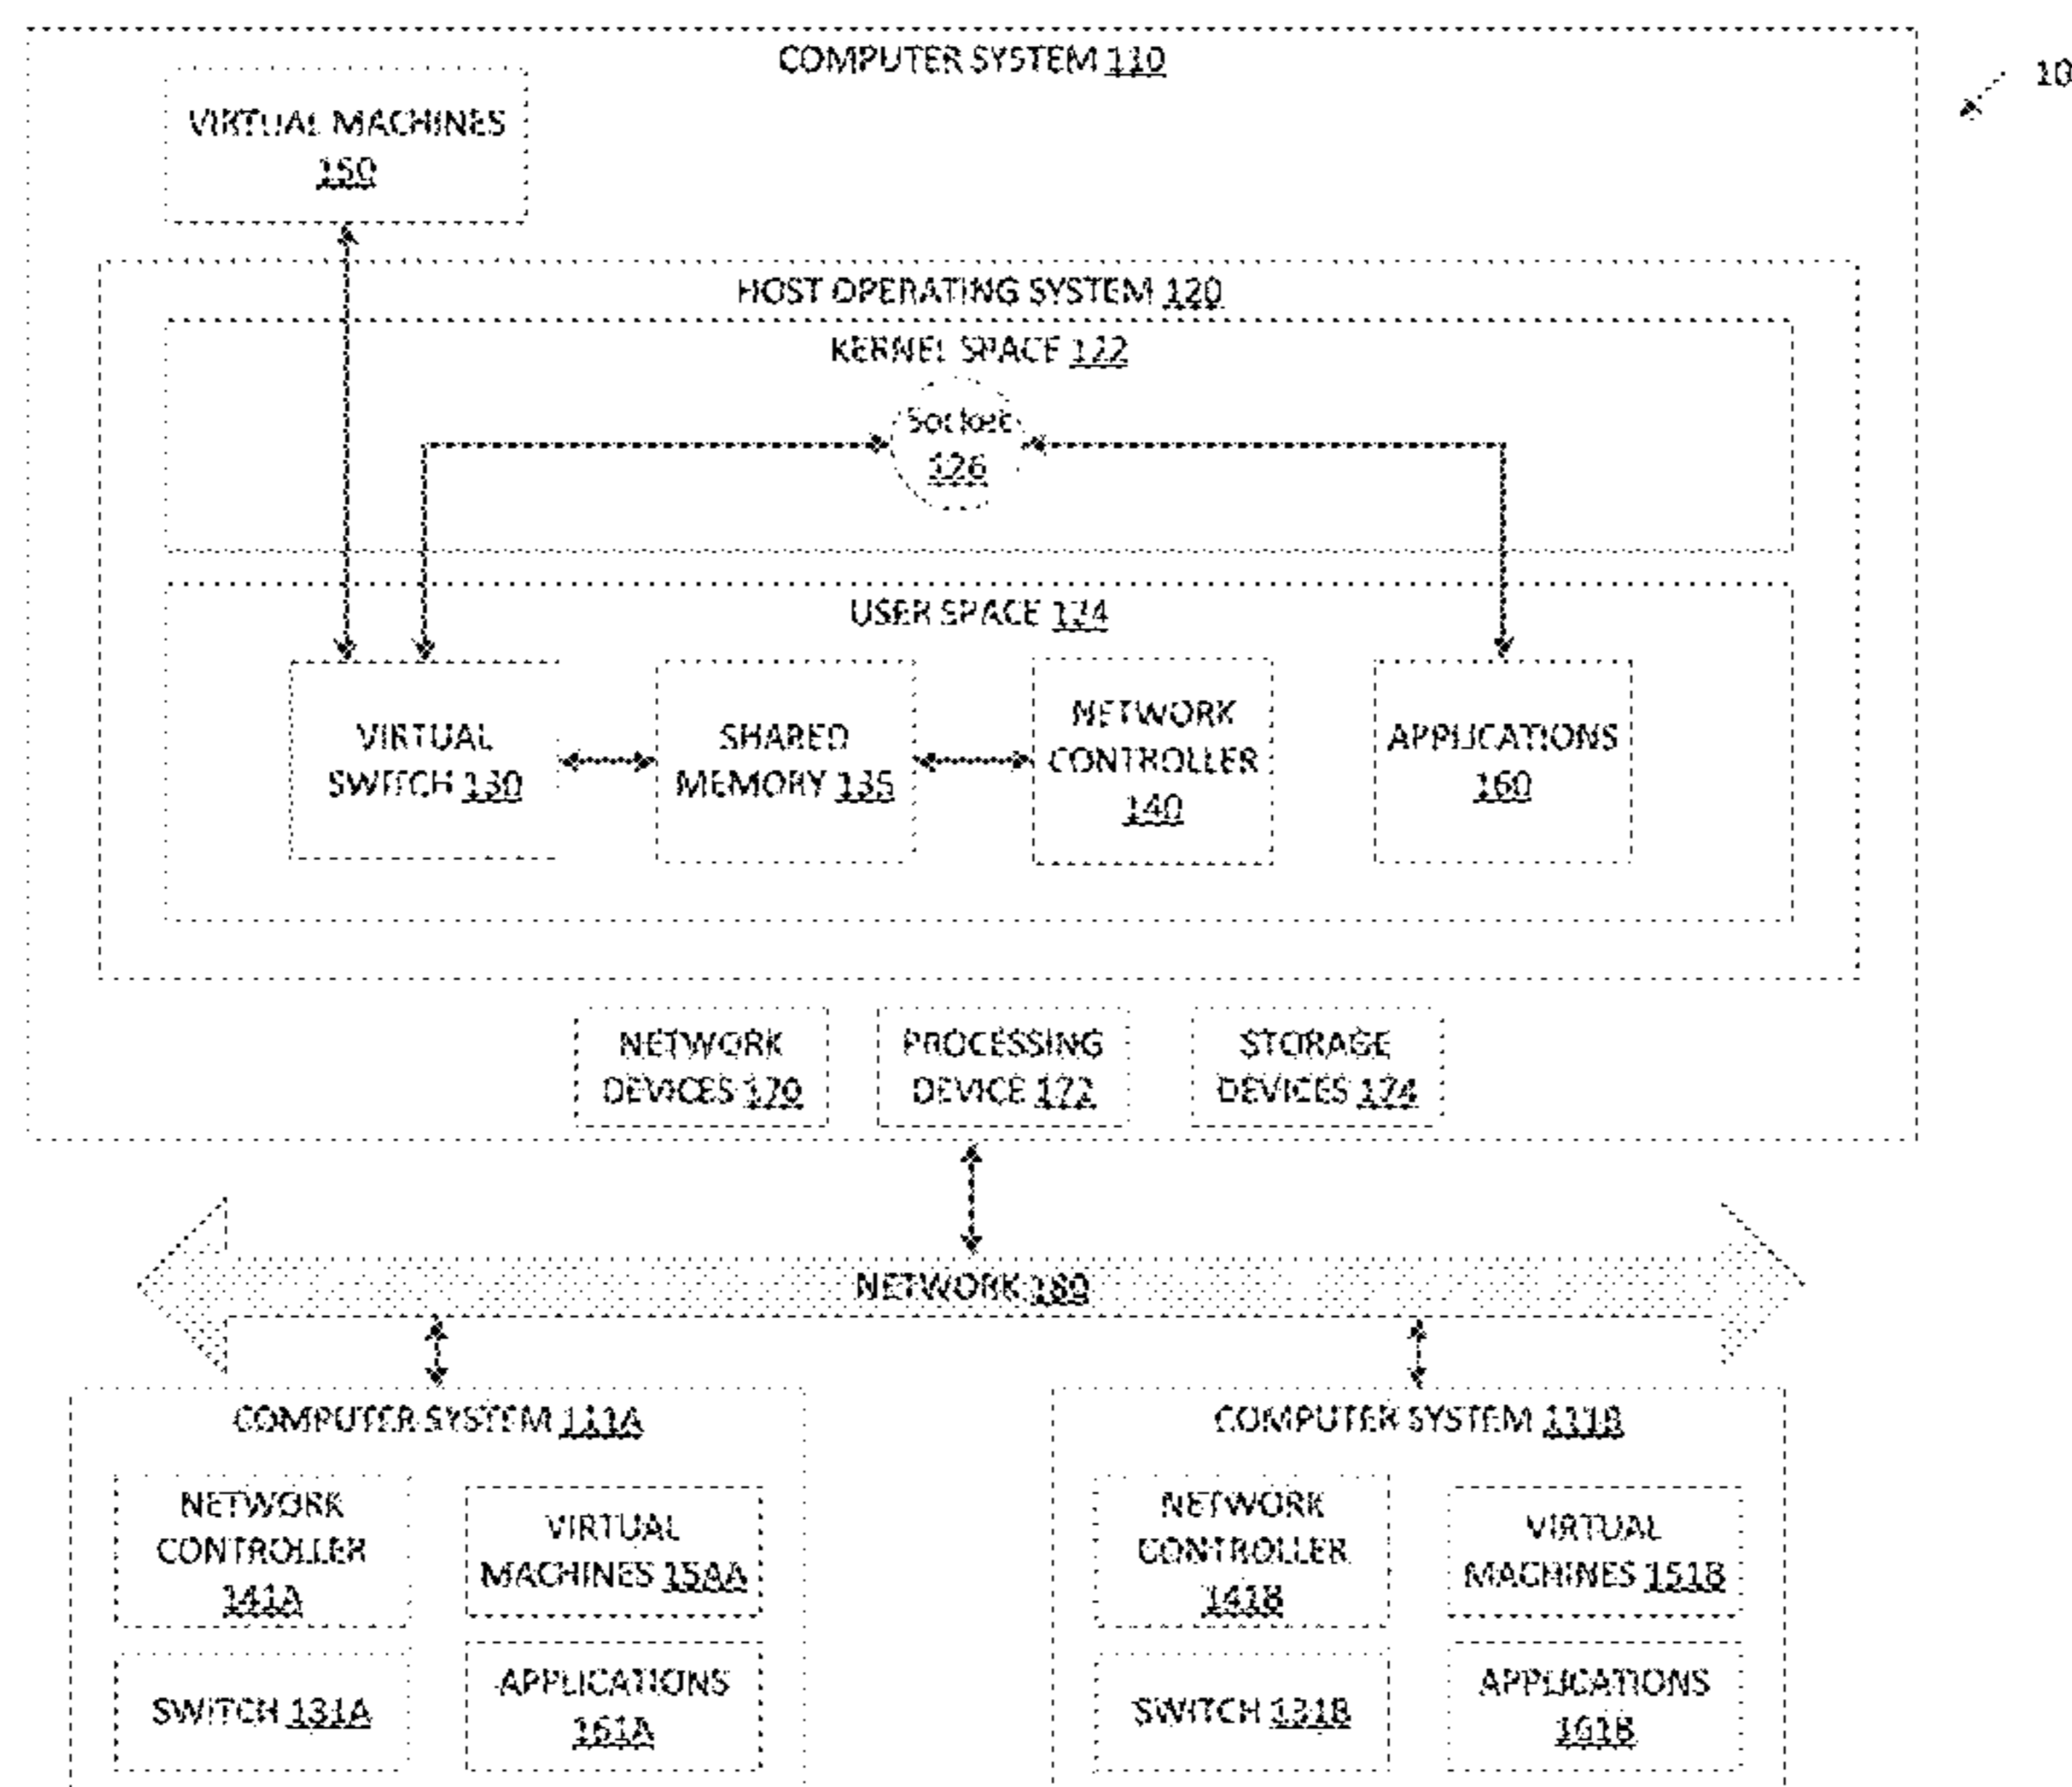 COMPUTER SYSTEM 110
10
VIRTUAL MACHINES
150
HOST OPERATING SYSTEM 120
KERNEL SPACE 122
Socket
126
USER SPACE 124
VIRTUAL
SWITCH 130
SHARED
MEMORY 135
NETWORK
CONTROLLER
140
APPLICATIONS
160
NETWORK
DEVICES 170
PROCESSING
DEVICE 172
STORAGE
DEVICES 174
NETWORK 180
COMPUTER SYSTEM 111A
NETWORK
CONTROLLER
141A
VIRTUAL
MACHINES 15AA
SWITCH 131A
APPLICATIONS
161A
COMPUTER SYSTEM 111B
NETWORK
CONTROLLER
141B
VIRTUAL
MACHINES 151B
SWITCH 131B
APPLICATIONS
161B